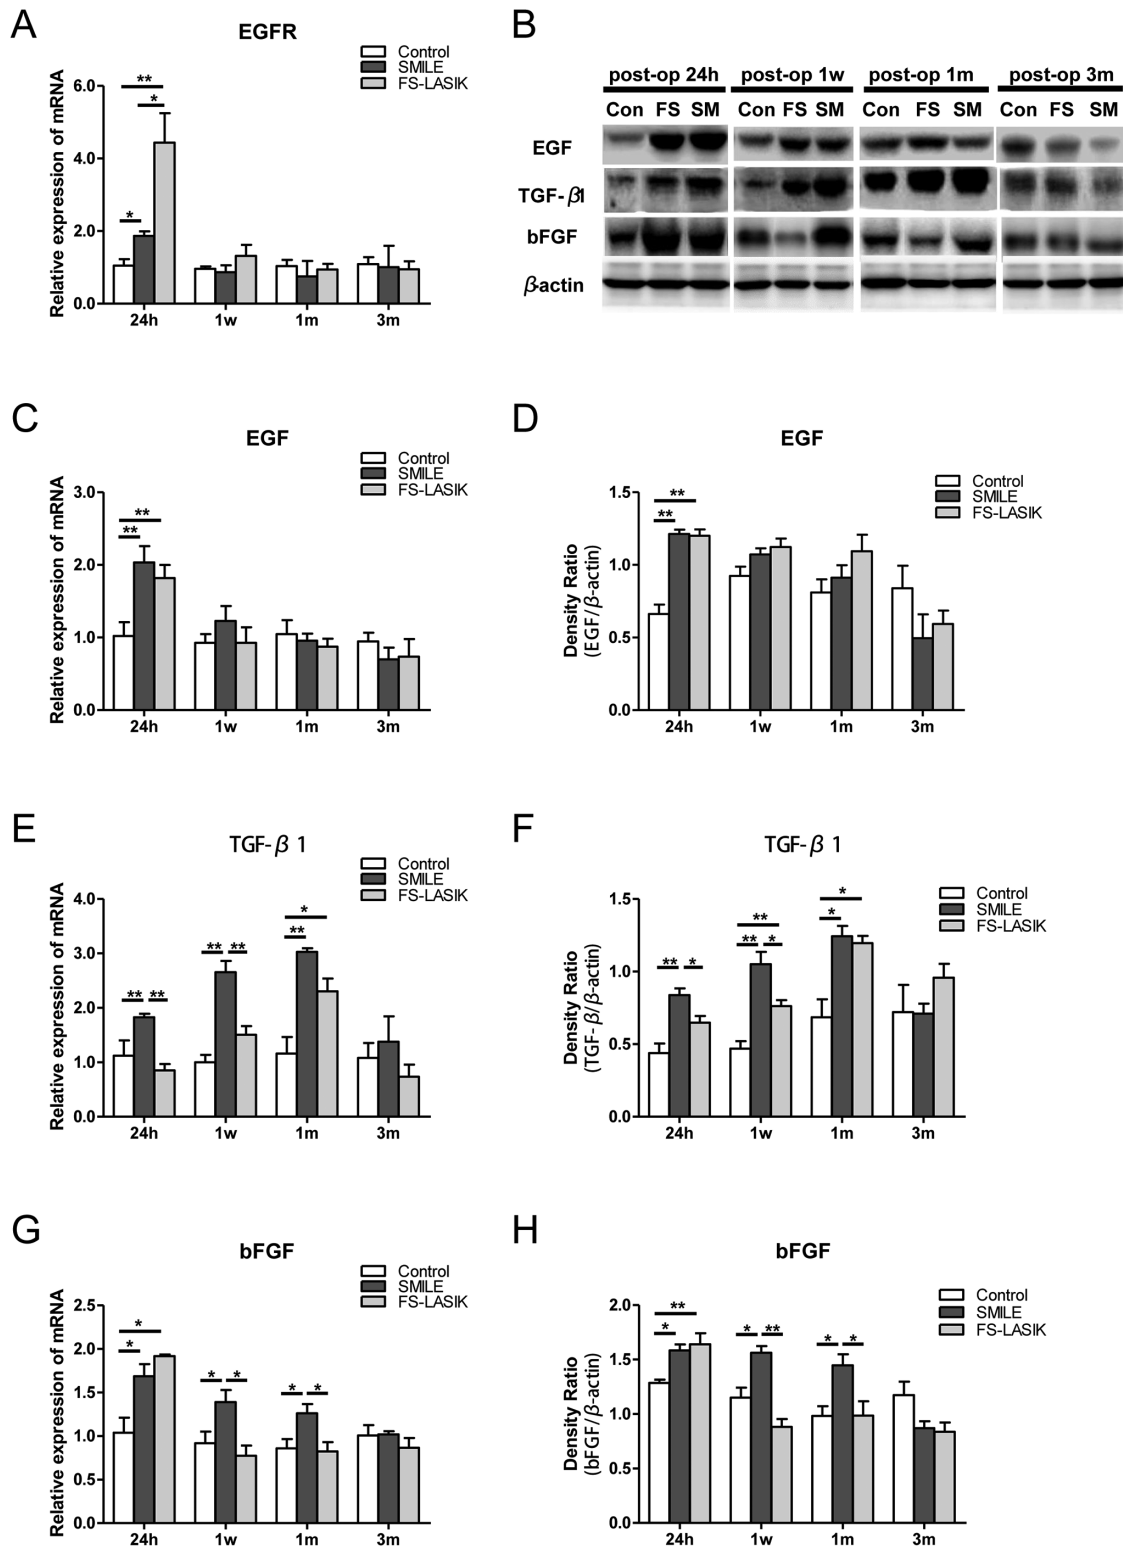 A
EGFR
Control
SMILE
FS-LASIK
Relative expression of mRNA
6.0
4.0
2.0
0.0
**
*
*
24h 1w 1m 3m
B
post-op 24h post-op 1w post-op 1m post-op 3m
Con FS SM Con FS SM Con FS SM Con FS SM
EGF
TGF-β1
bFGF
β-actin
C
EGF
Control
SMILE
FS-LASIK
Relative expression of mRNA
3.0
2.0
1.0
0.0
**
**
24h 1w 1m 3m
D
EGF
Control
SMILE
FS-LASIK
Density Ratio
(EGF/β-actin)
1.5
1.0
0.5
0.0
**
**
24h 1w 1m 3m
E
TGF-β 1
Control
SMILE
FS-LASIK
Relative expression of mRNA
4.0
3.0
2.0
1.0
0.0
*
**
** **
** **
24h 1w 1m 3m
F
TGF-β 1
Control
SMILE
FS-LASIK
Density Ratio
(TGF-β/β-actin)
1.5
1.0
0.5
0.0
*
*
**
** *
** *
24h 1w 1m 3m
G
bFGF
Control
SMILE
FS-LASIK
Relative expression of mRNA
2.5
2.0
1.5
1.0
0.5
0.0
*
*
* *
* *
24h 1w 1m 3m
H
bFGF
Control
SMILE
FS-LASIK
Density Ratio
(bFGF/β-actin)
2.0
1.5
1.0
0.5
0.0
**
*
* **
* *
24h 1w 1m 3m